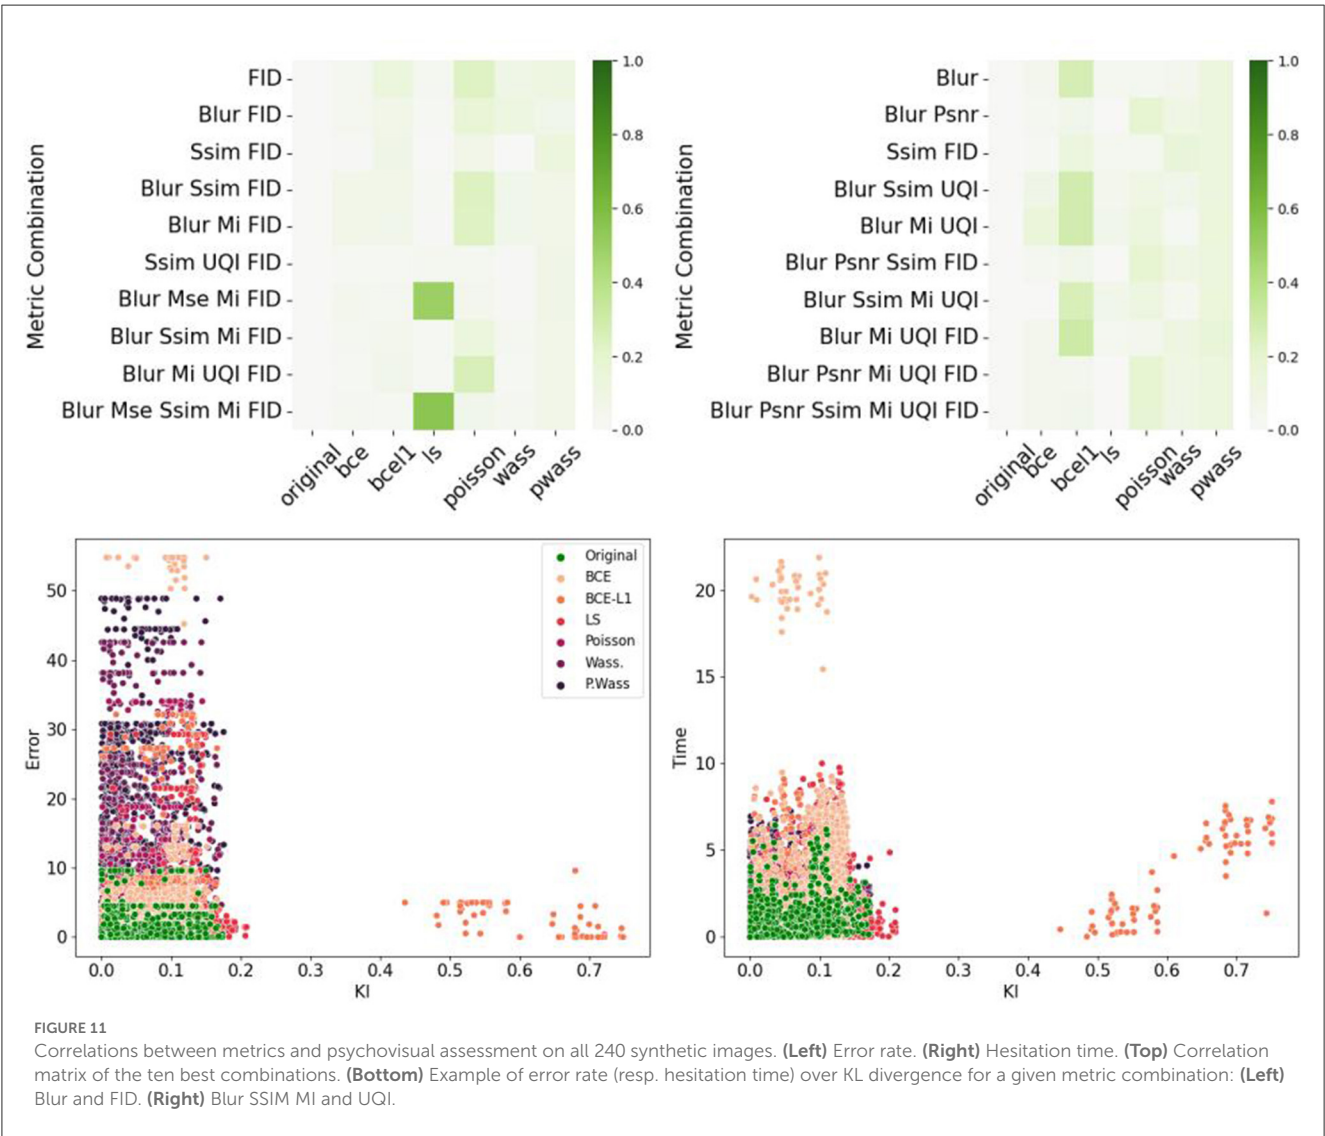 Metric Combination
FID
Blur FID
Ssim FID
Blur Ssim FID
Blur Mi FID
Ssim UQI FID
Blur Mse Mi FID
Blur Ssim Mi FID
Blur Mi UQI FID
Blur Mse Ssim Mi FID
original
bce
bcel1
ls
poisson
wass
pwass
1.0
0.8
0.6
0.4
0.2
0.0
Metric Combination
Blur
Blur Psnr
Ssim FID
Blur Ssim UQI
Blur Mi UQI
Blur Psnr Ssim FID
Blur Ssim Mi UQI
Blur Mi UQI FID
Blur Psnr Mi UQI FID
Blur Psnr Ssim Mi UQI FID
original
bce
bcel1
ls
poisson
wass
pwass
1.0
0.8
0.6
0.4
0.2
0.0
Error
50
40
30
20
10
0
0.0 0.1 0.2 0.3 0.4 0.5 0.6 0.7
Kl
Original
BCE
BCE-L1
LS
Poisson
Wass.
P.Wass
Time
20
15
10
5
0
0.0 0.1 0.2 0.3 0.4 0.5 0.6 0.7
Kl
FIGURE 11
Correlations between metrics and psychovisual assessment on all 240 synthetic images. (Left) Error rate. (Right) Hesitation time. (Top) Correlation
matrix of the ten best combinations. (Bottom) Example of error rate (resp. hesitation time) over KL divergence for a given metric combination: (Left)
Blur and FID. (Right) Blur SSIM MI and UQI.